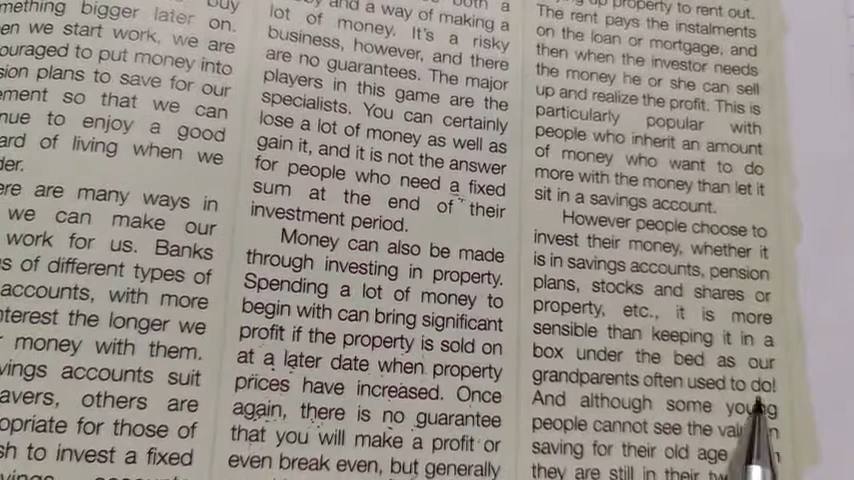 mething bigger later on.
en we start work, we are
ouraged to put money into
sion plans to save for our
ement so that we can
nue to enjoy a good
ard of living when we
der.
ere are many ways in
we can make our
work for us. Banks
s of different types of
accounts, with more
nterest the longer we
money with them.
vings accounts suit
avers, others are
opriate for those of
sh to invest a fixed
and a way of making a
lot of money. It's a risky
business, however, and there
are no guarantees. The major
players in this game are the
specialists. You can certainly
lose a lot of money as well as
gain it, and it is not the answer
for people who need a fixed
sum at the end of their
investment period.
Money can also be made
through investing in property.
Spending a lot of money to
begin with can bring significant
profit if the property is sold on
at a later date when property
prices have increased. Once
again, there is no guarantee
that you will make a profit or
even break even, but generally
up property to rent out.
The rent pays the instalments
on the loan or mortgage, and
then when the investor needs
the money he or she can sell
up and realize the profit. This is
particularly popular with
people who inherit an amount
of money who want to do
more with the money than let it
sit in a savings account.
However people choose to
invest their money, whether it
is in savings accounts, pension
plans, stocks and shares or
property, etc., it is more
sensible than keeping it in a
box under the bed as our
grandparents often used to do!
And although some young
people cannot see the
saving for their old age
they are still in their